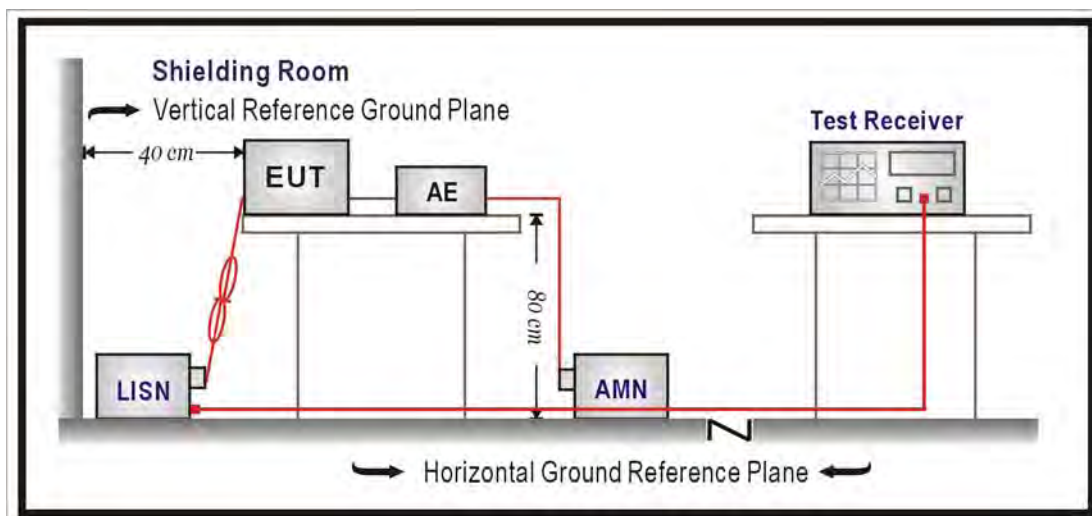 Shielding Room
Vertical Reference Ground Plane
Test Receiver
40 cm
EUT
AE
80 cm
LISN
AMN
Horizontal Ground Reference Plane